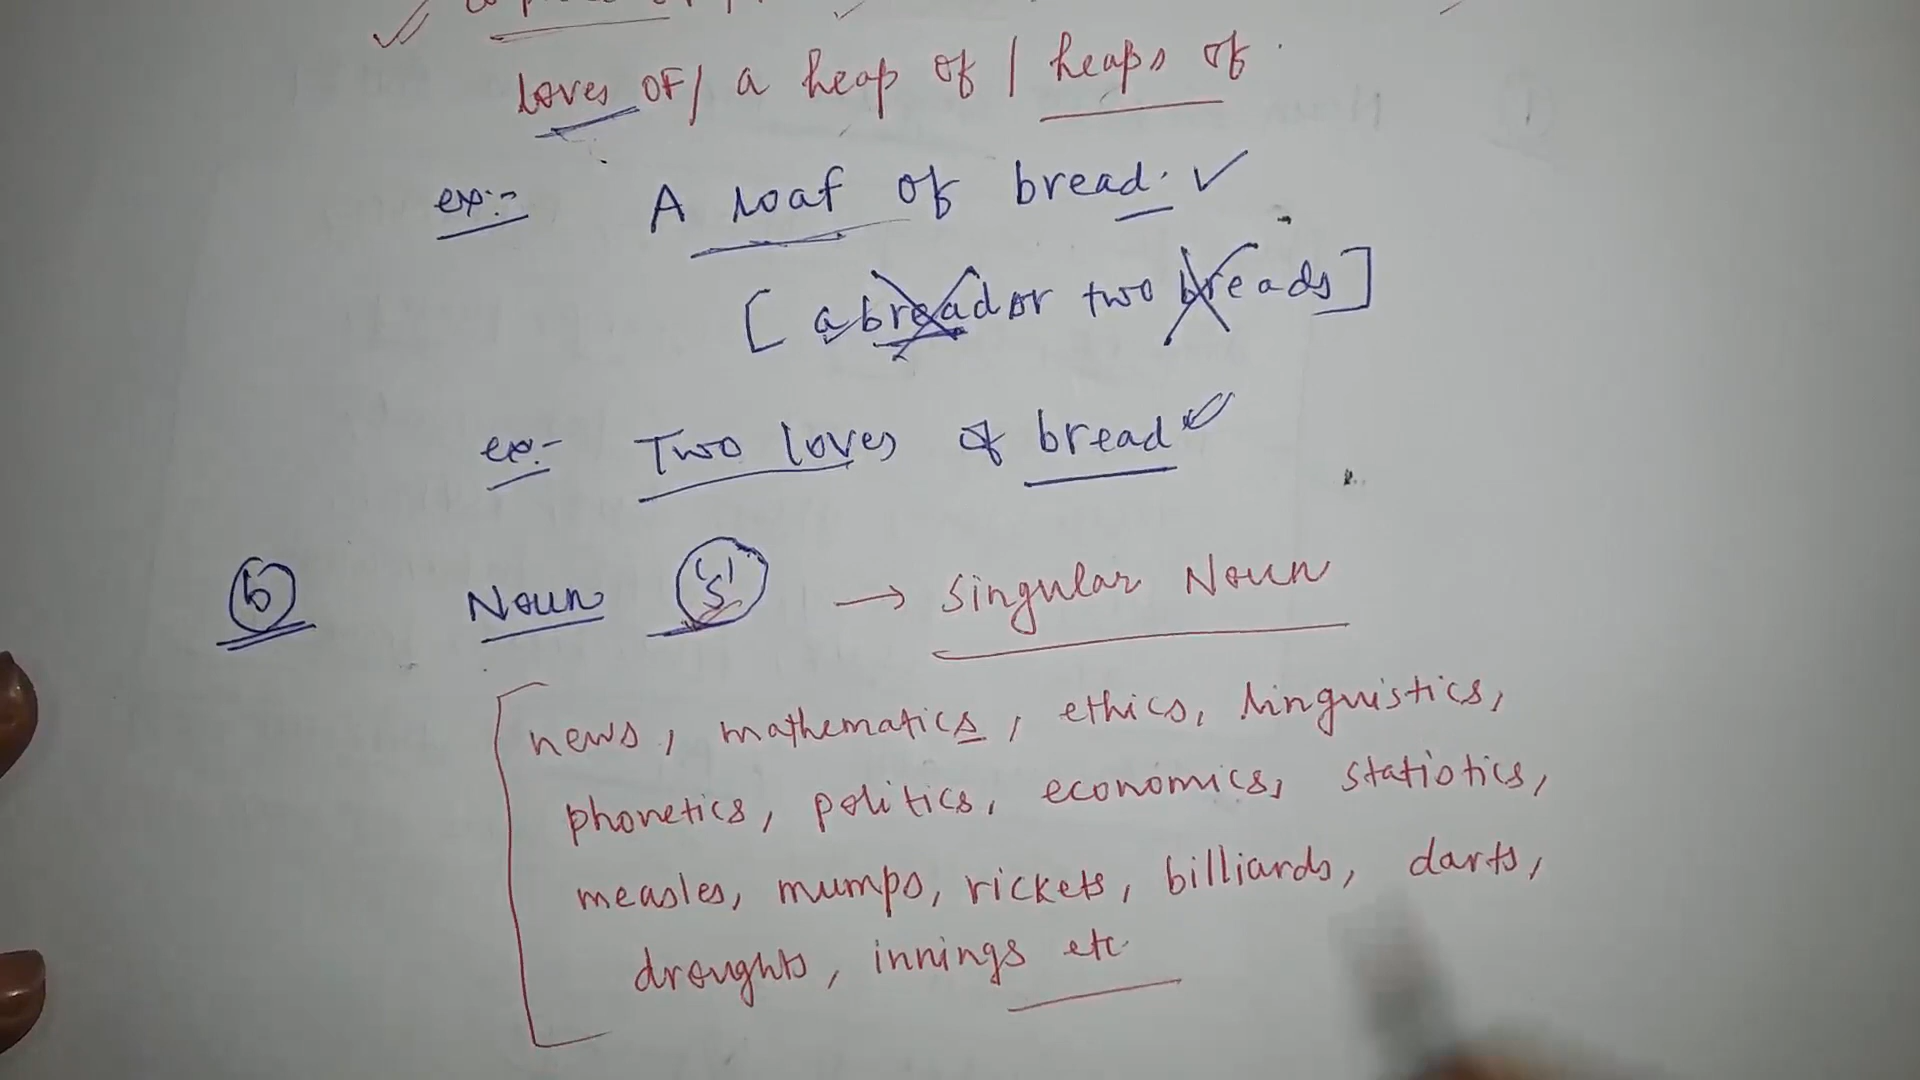 loves OF/ a heap of / heaps of
ex:- A loaf of bread. ✓
[a bread or two breads]
ex:- Two loves of bread
6 Noun 's' → Singular Noun
news, mathematics, ethics, linguistics,
phonetics, politics, economics, statistics,
measles, mumps, rickets, billiards, darts,
droughts, innings etc.